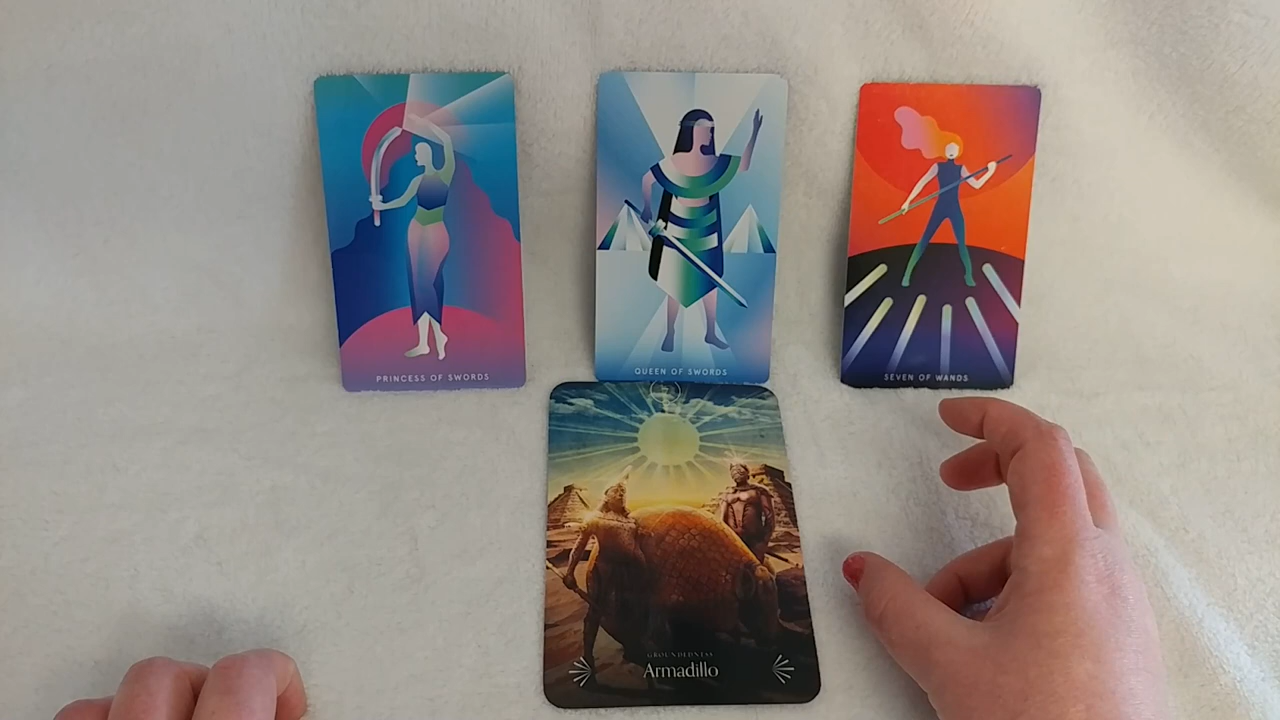 PRINCESS OF SWORDS
QUEEN OF SWORDS
SEVEN OF WANDS
GROUNDEDNESS
Armadillo